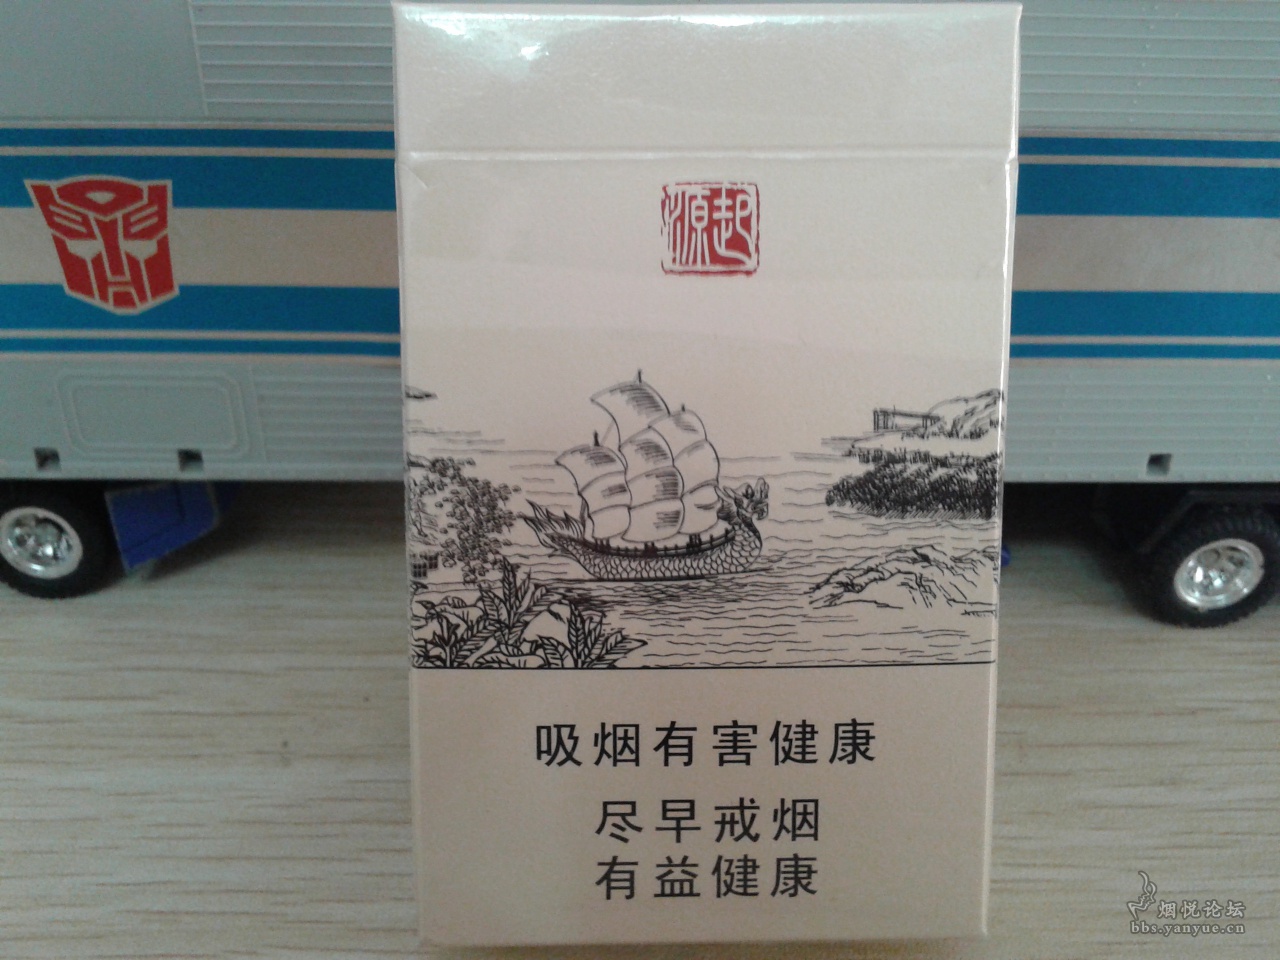 起源
吸烟有害健康
尽早戒烟
有益健康
烟悦论坛
bbs.yanyue.cn